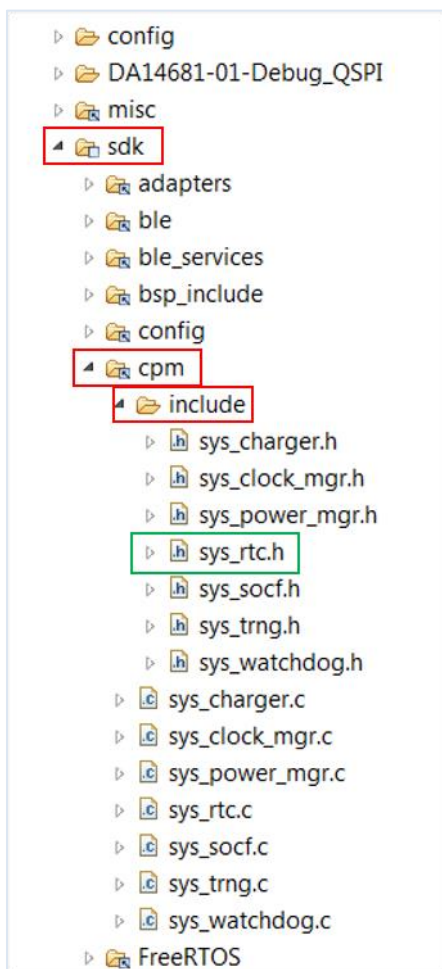 config
DA14681-01-Debug_QSPI
misc
sdk
adapters
ble
ble_services
bsp_include
config
cpm
include
.h sys_charger.h
.h sys_clock_mgr.h
.h sys_power_mgr.h
.h sys_rtc.h
.h sys_socf.h
.h sys_trng.h
.h sys_watchdog.h
.c sys_charger.c
.c sys_clock_mgr.c
.c sys_power_mgr.c
.c sys_rtc.c
.c sys_socf.c
.c sys_trng.c
.c sys_watchdog.c
FreeRTOS